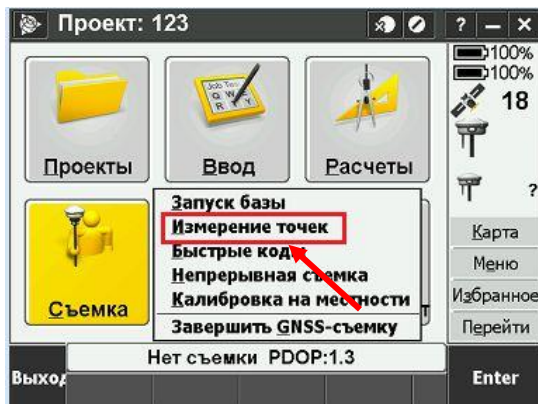 Проект: 123
? – ×
100%
100%
18
Проекты
Ввод
Расчеты
?
Запуск базы
Измерение точек
Быстрые коды
Непрерывная съемка
Калибровка на местности
Завершить GNSS-съемку
Съемка
Карта
Меню
Избранное
Перейти
Нет съемки PDOP:1.3
Выход
Enter